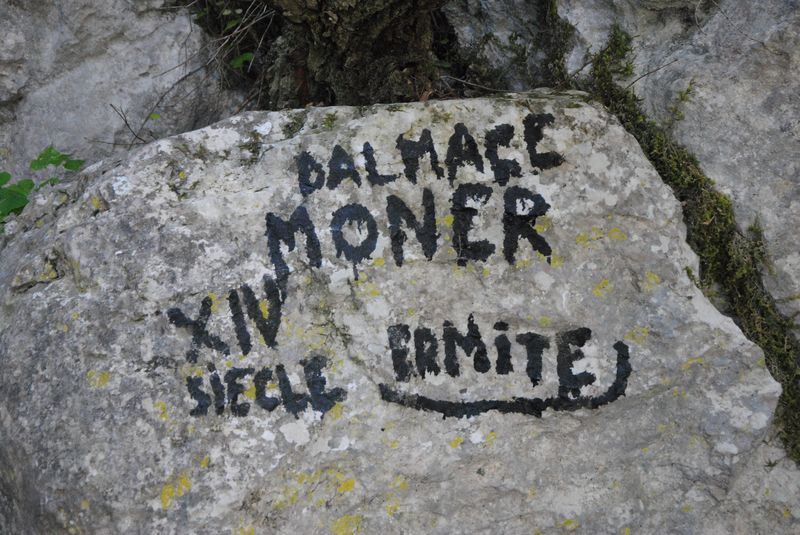 DALMACE
MONER
XIV
SIECLE
ERMiTE